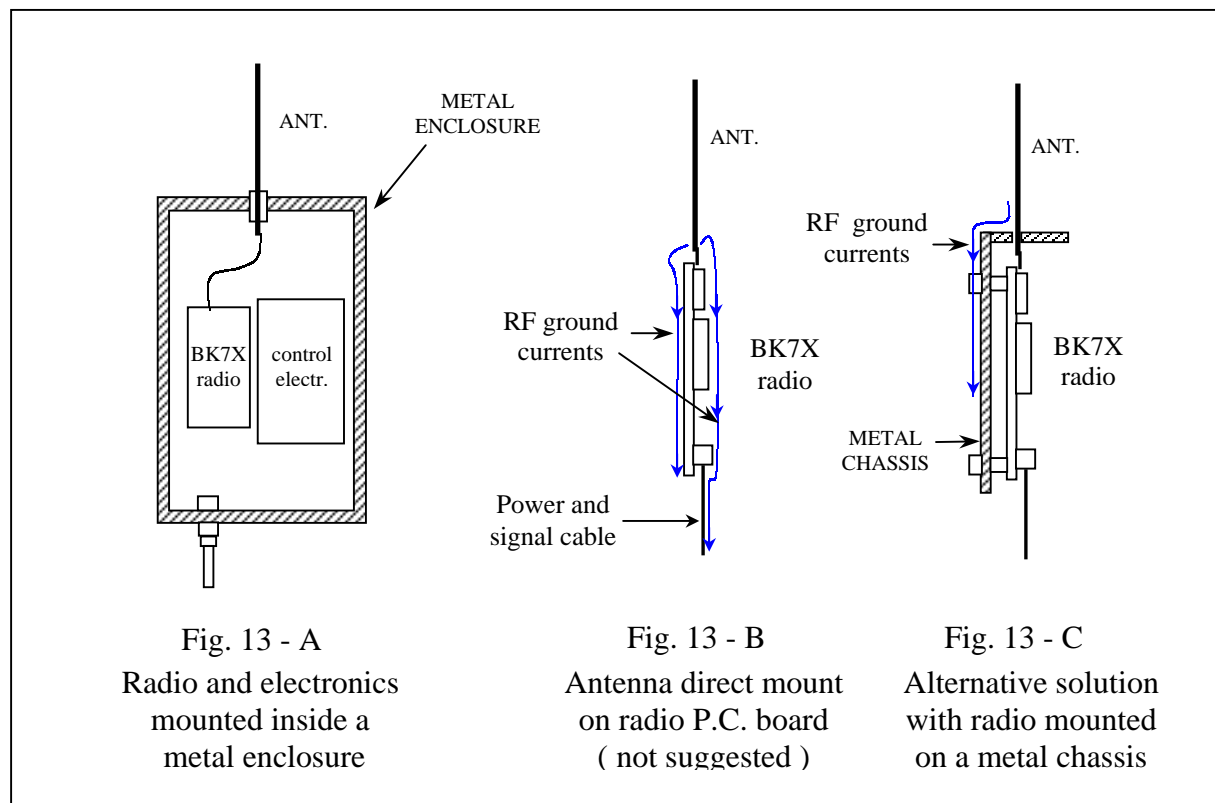 ANT.
METAL
ENCLOSURE
BK7X
radio
control
electr.
Fig. 13 - A
Radio and electronics
mounted inside a
metal enclosure
RF ground
currents
BK7X
radio
Power and
signal cable
Fig. 13 - B
Antenna direct mount
on radio P.C. board
( not suggested )
ANT.
RF ground
currents
BK7X
radio
METAL
CHASSIS
Fig. 13 - C
Alternative solution
with radio mounted
on a metal chassis